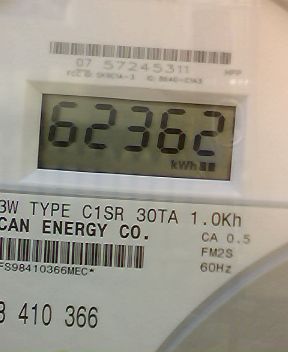 07 57245311
62362
kWh
3W TYPE C1SR 30TA 1.0Kh
CAN ENERGY CO.
CA 0.5
FM2S
60Hz
FS98410366MEC*
410 366